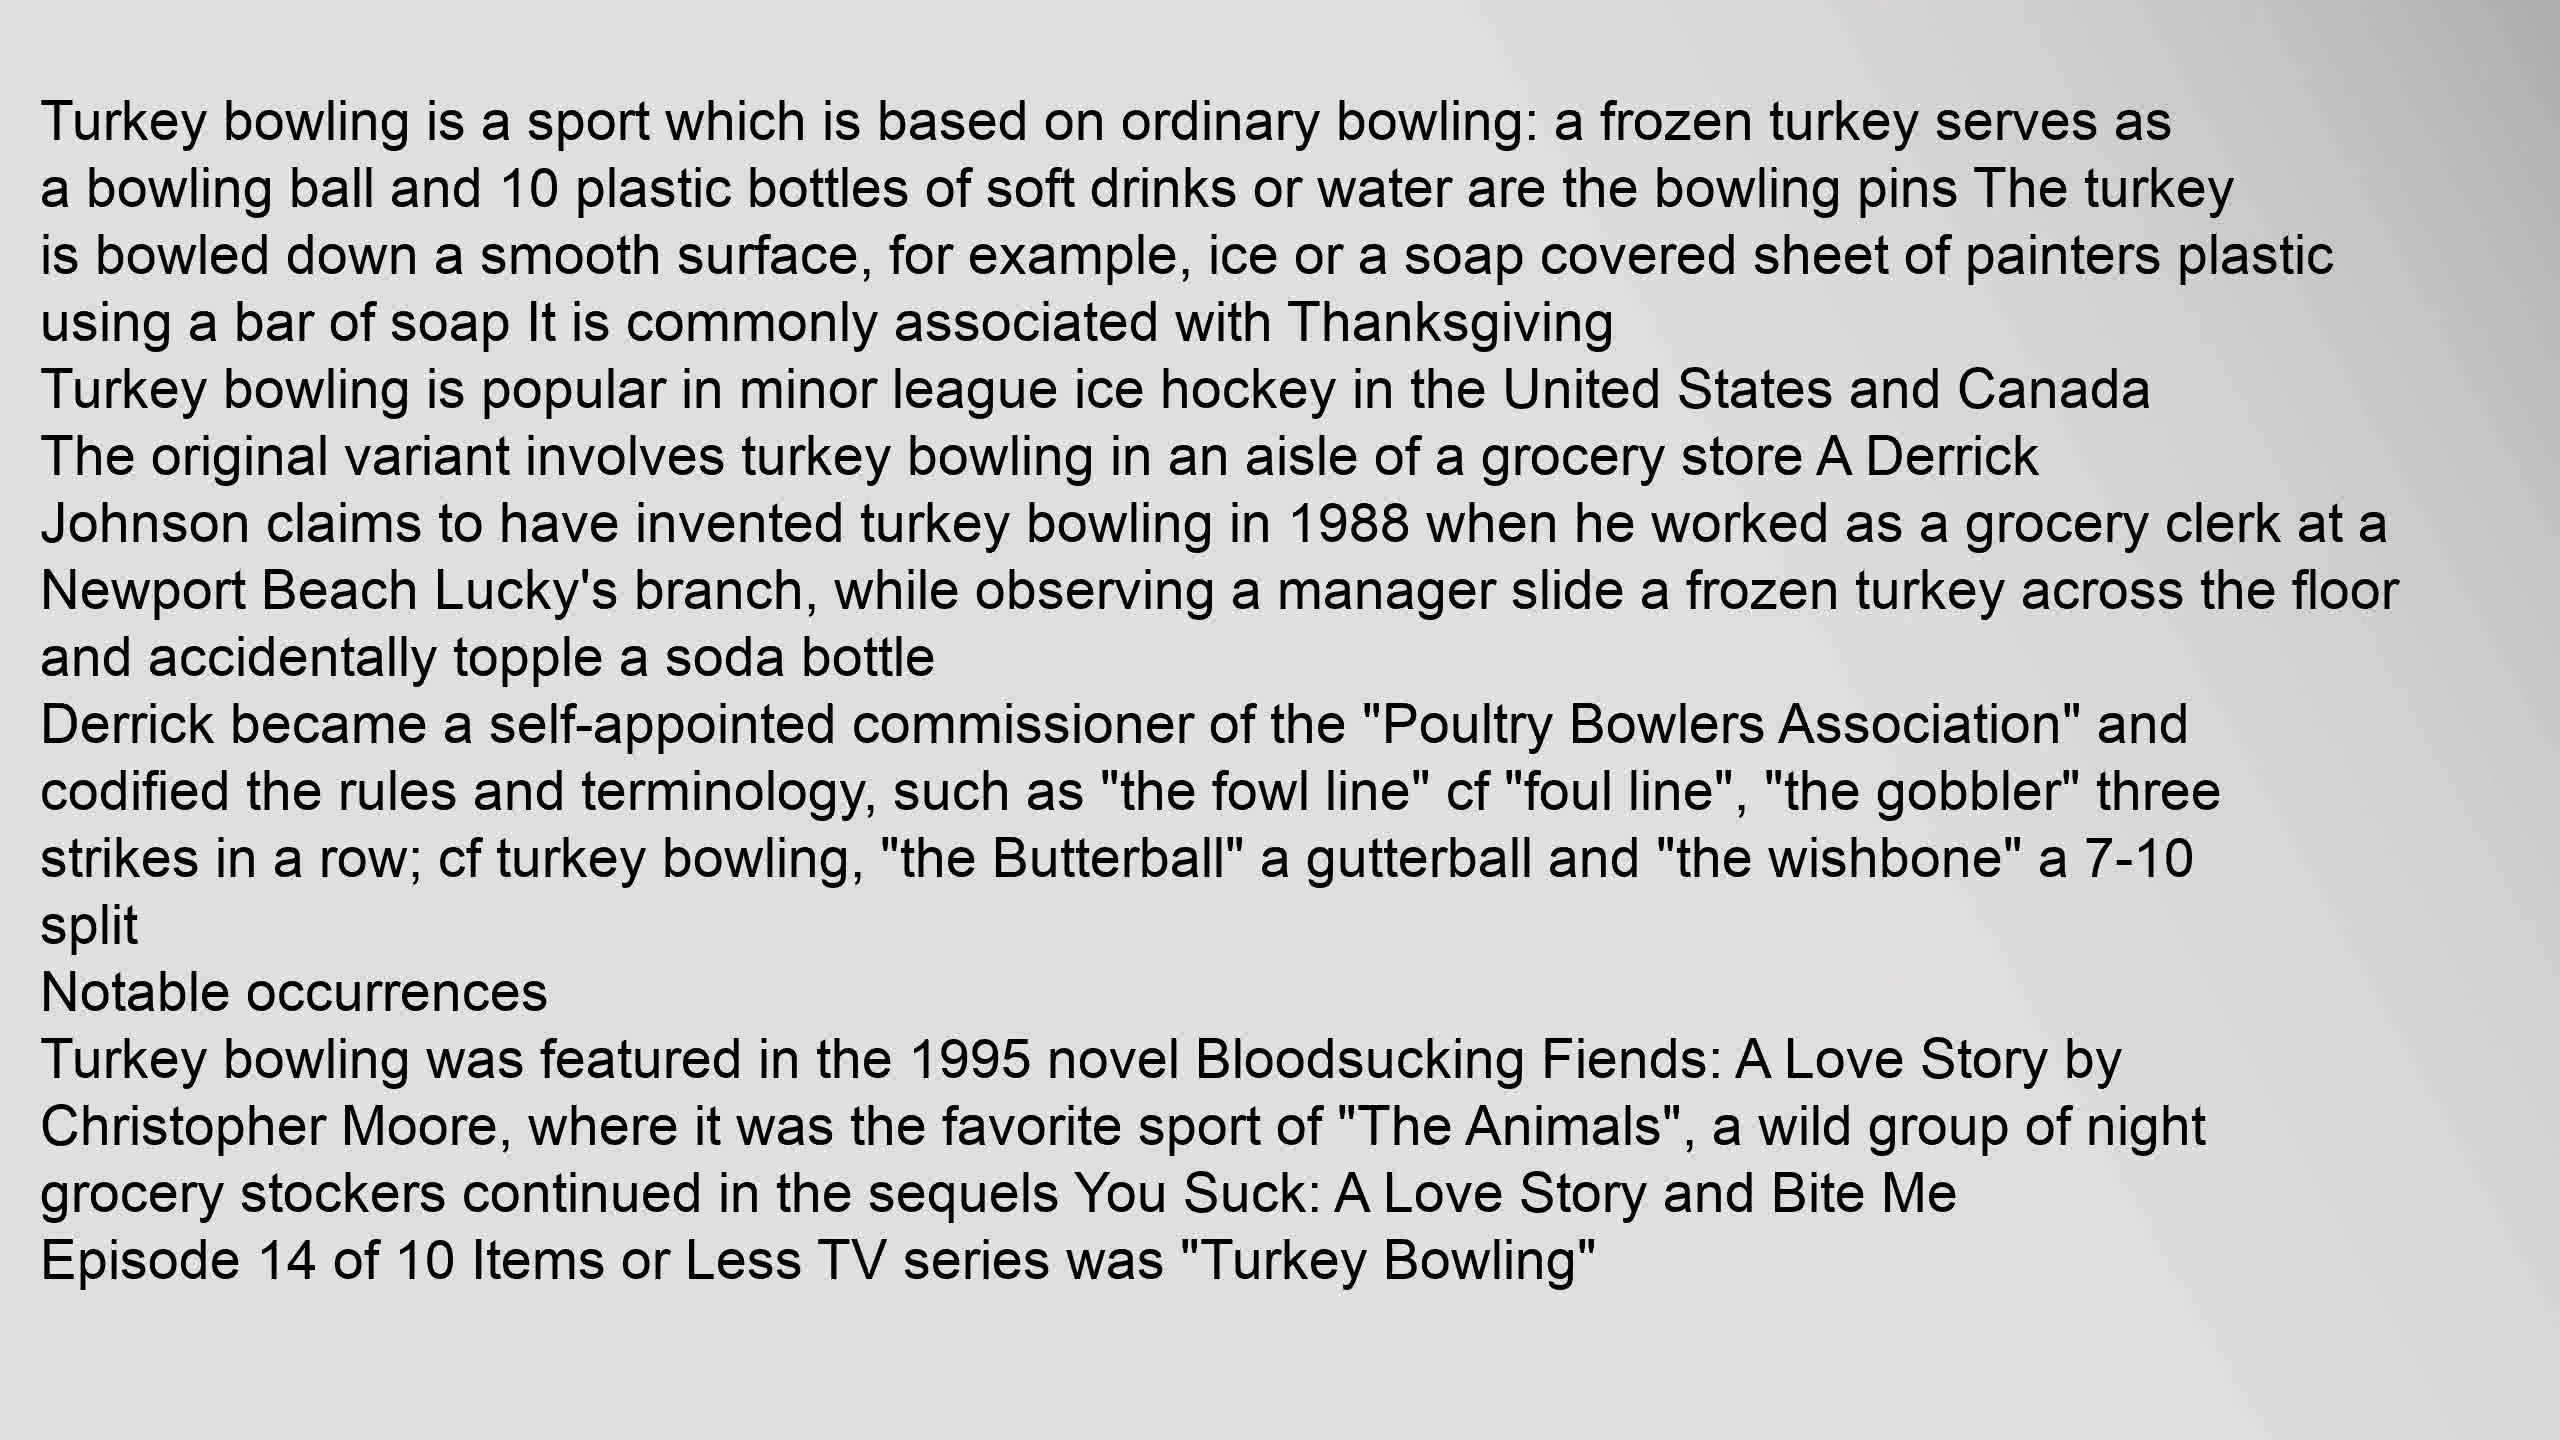 Turkey bowling is a sport which is based on ordinary bowling: a frozen turkey serves as
a bowling ball and 10 plastic bottles of soft drinks or water are the bowling pins The turkey
is bowled down a smooth surface, for example, ice or a soap covered sheet of painters plastic
using a bar of soap It is commonly associated with Thanksgiving
Turkey bowling is popular in minor league ice hockey in the United States and Canada
The original variant involves turkey bowling in an aisle of a grocery store A Derrick
Johnson claims to have invented turkey bowling in 1988 when he worked as a grocery clerk at a
Newport Beach Lucky's branch, while observing a manager slide a frozen turkey across the floor
and accidentally topple a soda bottle
Derrick became a self-appointed commissioner of the "Poultry Bowlers Association" and
codified the rules and terminology, such as "the fowl line" cf "foul line", "the gobbler" three
strikes in a row; cf turkey bowling, "the Butterball" a gutterball and "the wishbone" a 7-10
split
Notable occurrences
Turkey bowling was featured in the 1995 novel Bloodsucking Fiends: A Love Story by
Christopher Moore, where it was the favorite sport of "The Animals", a wild group of night
grocery stockers continued in the sequels You Suck: A Love Story and Bite Me
Episode 14 of 10 Items or Less TV series was "Turkey Bowling"